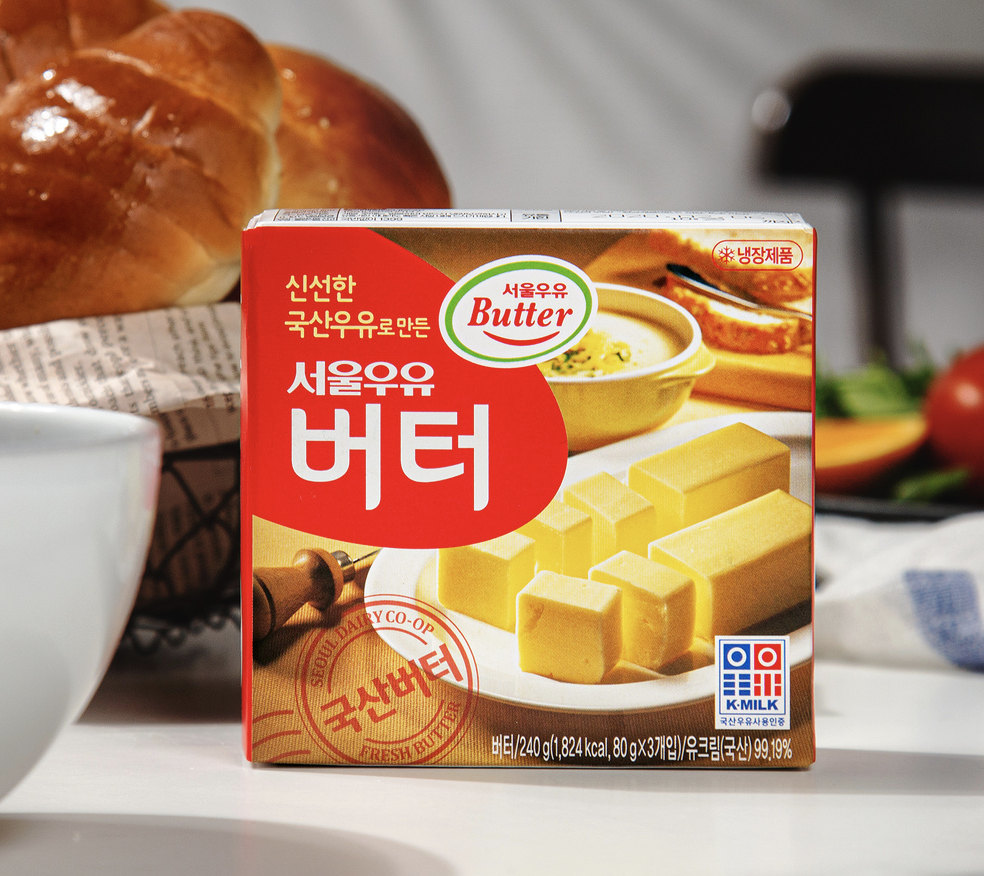 냉장제품
신선한
국산우유로 만든
서울우유
Butter
서울우유
버터
SEOUL DAIRY CO-OP
국산버터
FRESH BUTTER
K·MILK
국산우유사용인증
버터/240 g(1,824 kcal, 80 g×3개입)/유크림(국산) 99.19%